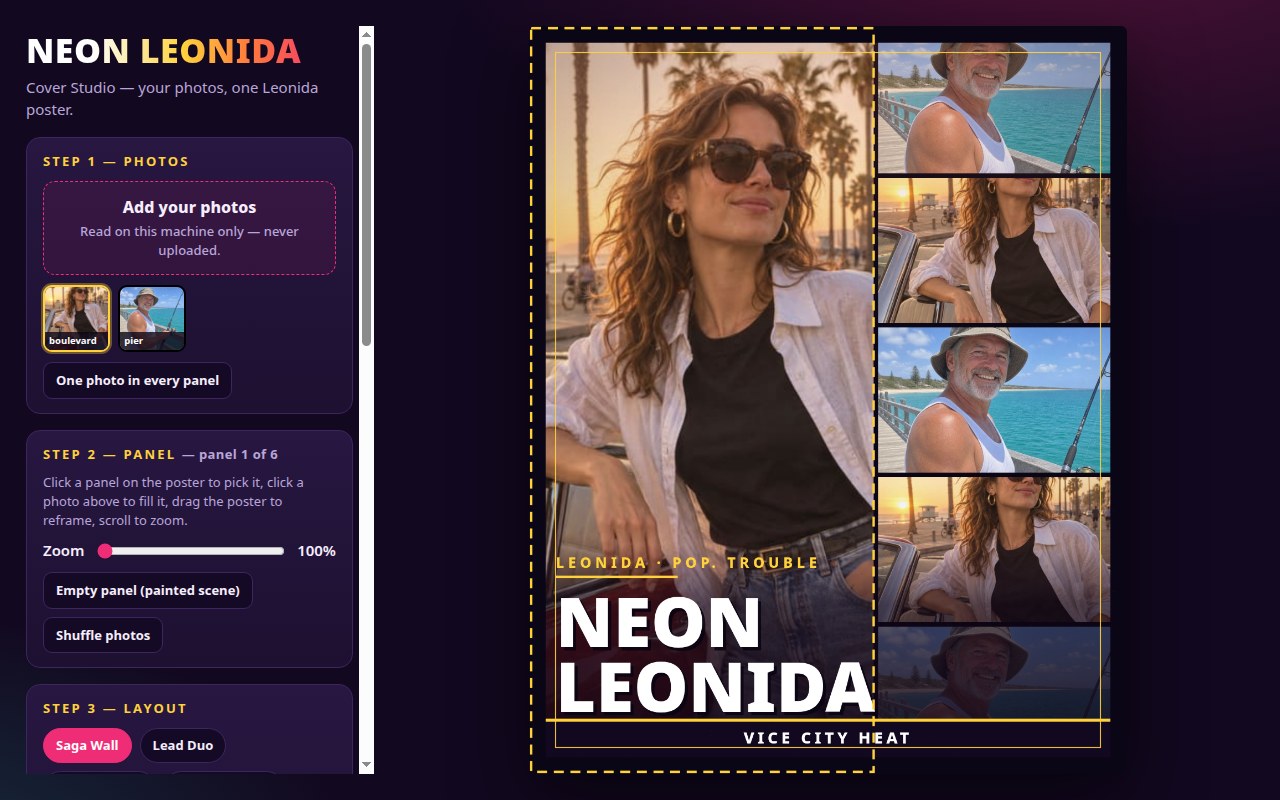 NEON LEONIDA
Cover Studio — your photos, one Leonida
poster.
STEP 1 — PHOTOS
Add your photos
Read on this machine only — never
uploaded.
boulevard
pier
One photo in every panel
STEP 2 — PANEL — panel 1 of 6
Click a panel on the poster to pick it, click a
photo above to fill it, drag the poster to
reframe, scroll to zoom.
Zoom 100%
Empty panel (painted scene)
Shuffle photos
STEP 3 — LAYOUT
Saga Wall
Lead Duo
LEONIDA · POP. TROUBLE
NEON
LEONIDA
VICE CITY HEAT